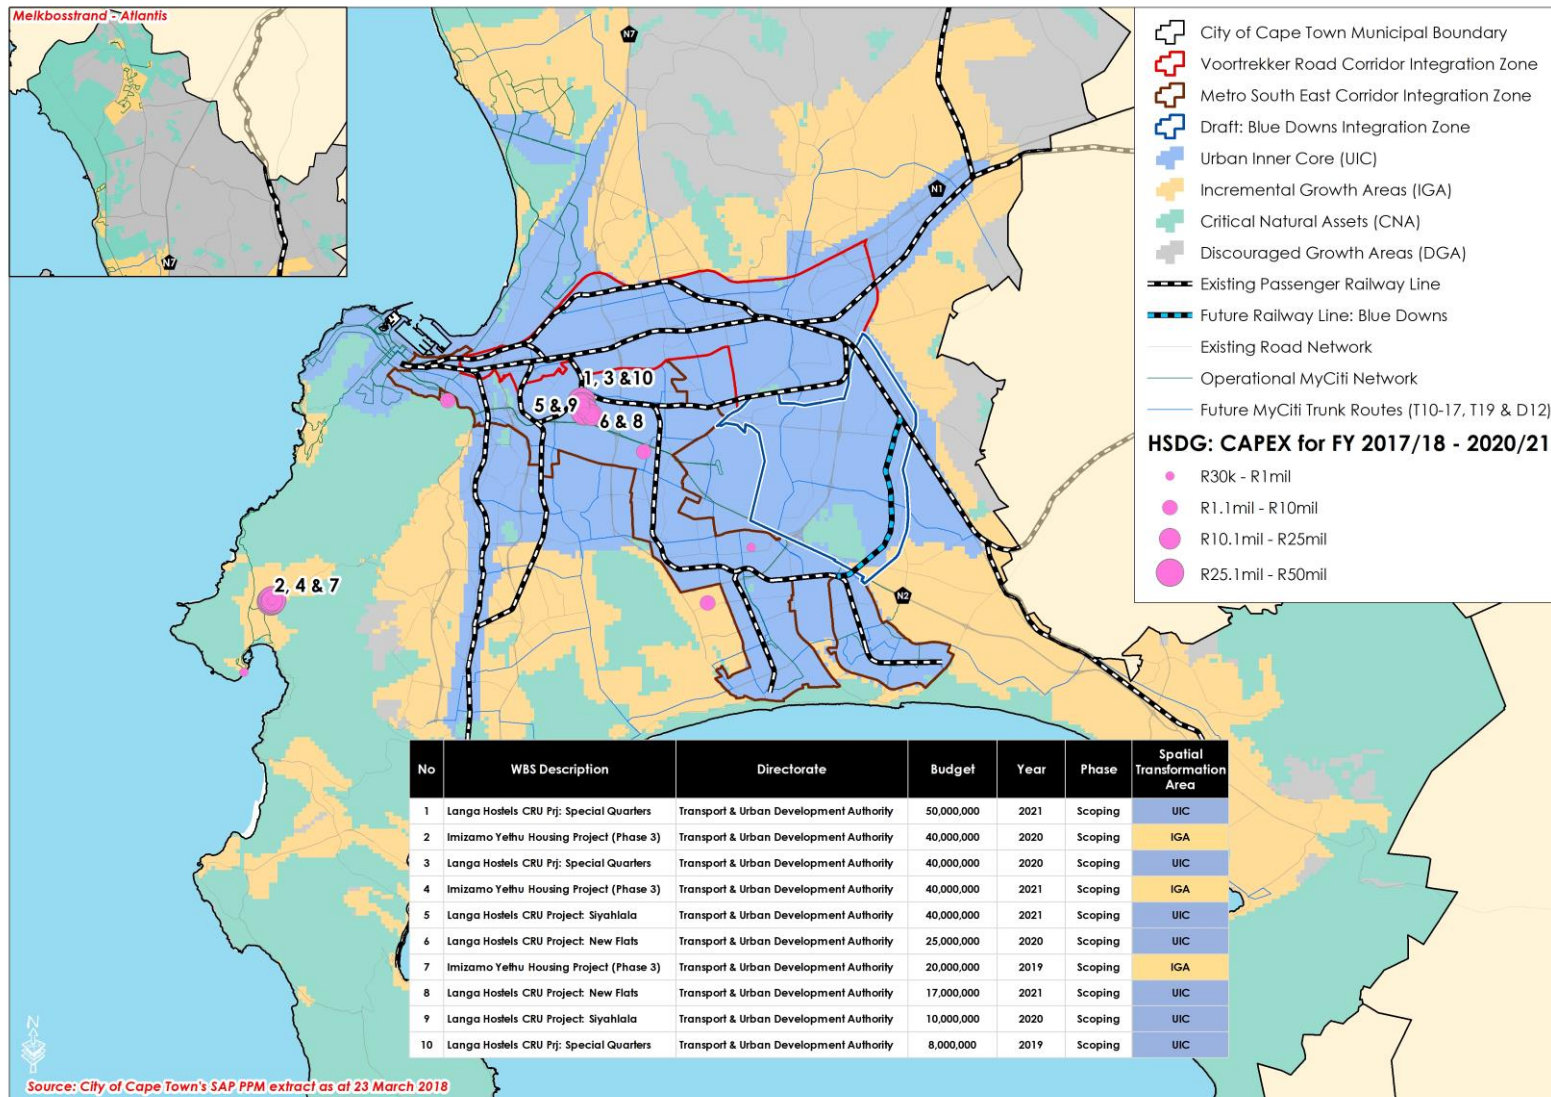 Melkbosstrand - Atlantis
N7
N7
N1
1, 3 &10
5 & 9
6 & 8
2, 4 & 7
N2
City of Cape Town Municipal Boundary
Voortrekker Road Corridor Integration Zone
Metro South East Corridor Integration Zone
Draft: Blue Downs Integration Zone
Urban Inner Core (UIC)
Incremental Growth Areas (IGA)
Critical Natural Assets (CNA)
Discouraged Growth Areas (DGA)
Existing Passenger Railway Line
Future Railway Line: Blue Downs
Existing Road Network
Operational MyCiti Network
Future MyCiti Trunk Routes (T10-17, T19 & D12)
HSDG: CAPEX for FY 2017/18 - 2020/21
R30k - R1mil
R1.1mil - R10mil
R10.1mil - R25mil
R25.1mil - R50mil
No WBS Description Directorate Budget Year Phase Spatial Transformation Area
1 Langa Hostels CRU Prj: Special Quarters Transport & Urban Development Authority 50,000,000 2021 Scoping UIC
2 Imizamo Yethu Housing Project (Phase 3) Transport & Urban Development Authority 40,000,000 2020 Scoping IGA
3 Langa Hostels CRU Prj: Special Quarters Transport & Urban Development Authority 40,000,000 2020 Scoping UIC
4 Imizamo Yethu Housing Project (Phase 3) Transport & Urban Development Authority 40,000,000 2021 Scoping IGA
5 Langa Hostels CRU Project: Siyahlala Transport & Urban Development Authority 40,000,000 2021 Scoping UIC
6 Langa Hostels CRU Project: New Flats Transport & Urban Development Authority 25,000,000 2020 Scoping UIC
7 Imizamo Yethu Housing Project (Phase 3) Transport & Urban Development Authority 20,000,000 2019 Scoping IGA
8 Langa Hostels CRU Project: New Flats Transport & Urban Development Authority 17,000,000 2021 Scoping UIC
9 Langa Hostels CRU Project: Siyahlala Transport & Urban Development Authority 10,000,000 2020 Scoping UIC
10 Langa Hostels CRU Prj: Special Quarters Transport & Urban Development Authority 8,000,000 2019 Scoping UIC
N
Source: City of Cape Town's SAP PPM extract as at 23 March 2018